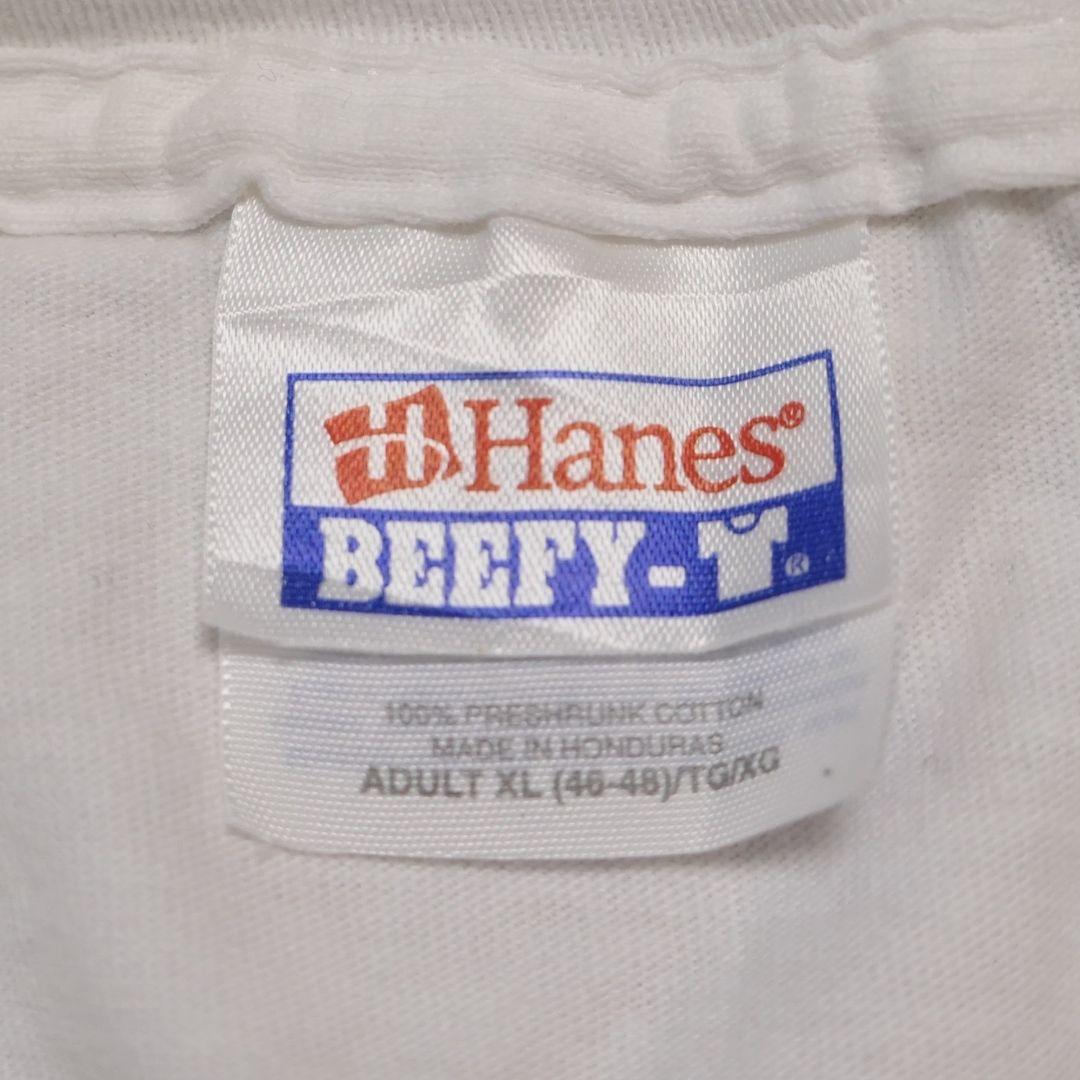 Hanes®
BEEFY-T®
100% PRESHRUNK COTTON
MADE IN HONDURAS
ADULT XL (46-48)/TG/XG